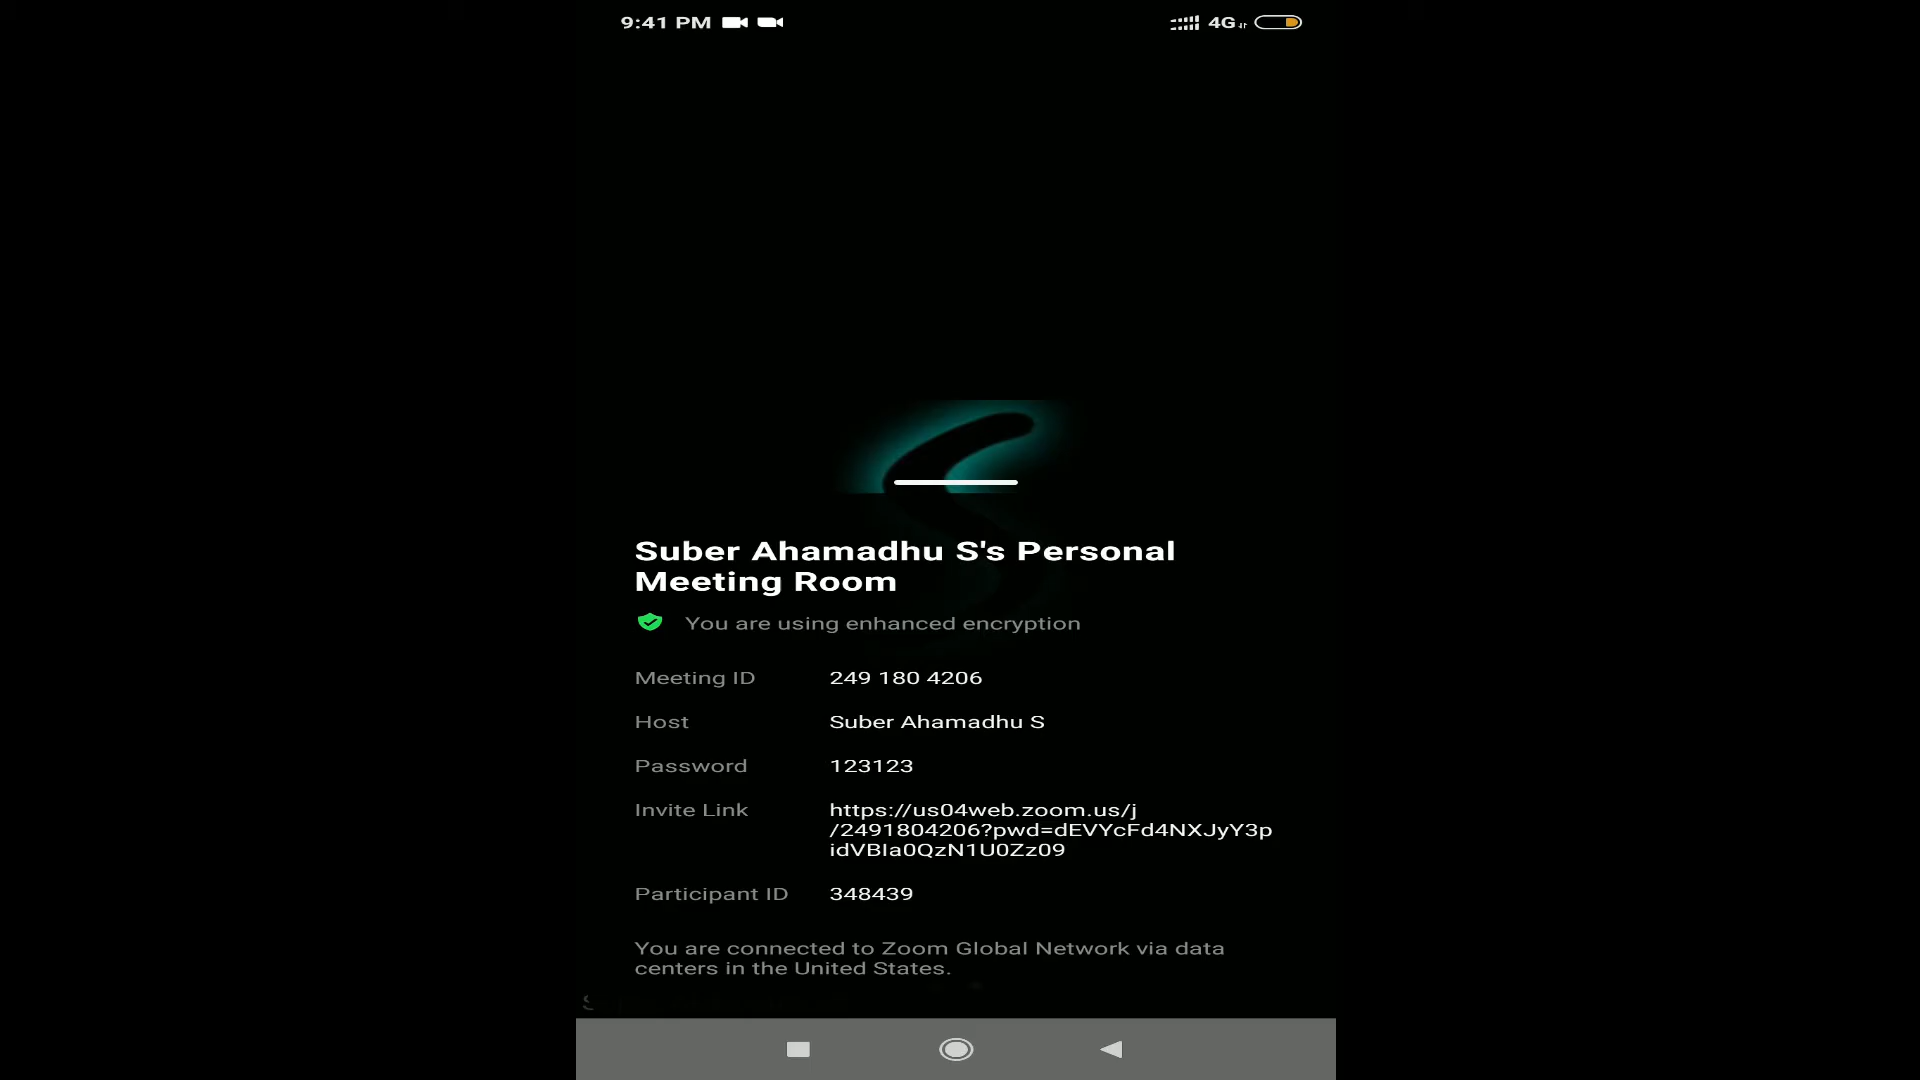 9:41 PM 4G
Suber Ahamadhu S's Personal
Meeting Room
You are using enhanced encryption
Meeting ID 249 180 4206
Host Suber Ahamadhu S
Password 123123
Invite Link https://us04web.zoom.us/j
/2491804206?pwd=dEVYcFd4NXJyY3p
idVBIa0QzN1U0Zz09
Participant ID 348439
You are connected to Zoom Global Network via data
centers in the United States.